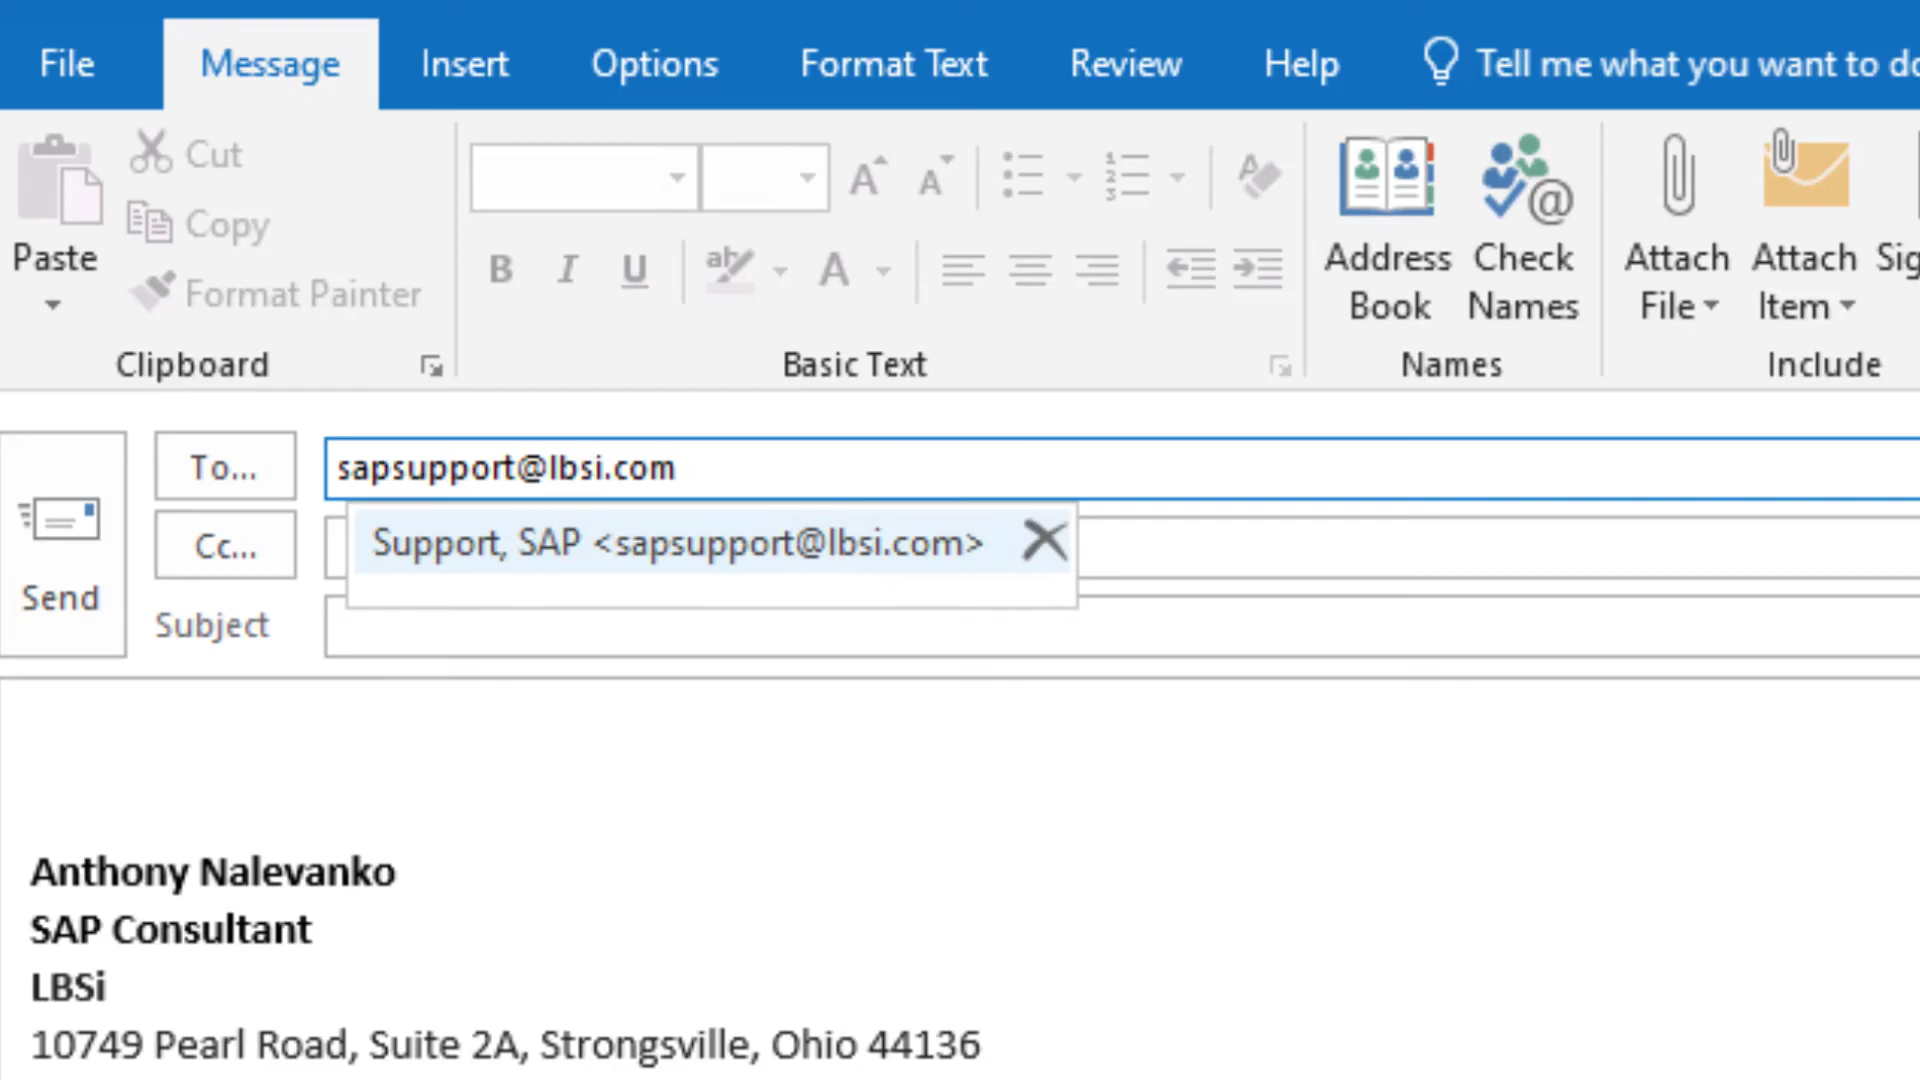 File Message Insert Options Format Text Review Help Tell me what you want to do
Cut
Copy
Paste
Format Painter
Clipboard
B I U
Basic Text
Address Book
Check Names
Names
Attach File
Attach Item
Include
To...
sapsupport@lbsi.com
Cc...
Support, SAP <sapsupport@lbsi.com>
Send
Subject
Anthony Nalevanko
SAP Consultant
LBSi
10749 Pearl Road, Suite 2A, Strongsville, Ohio 44136